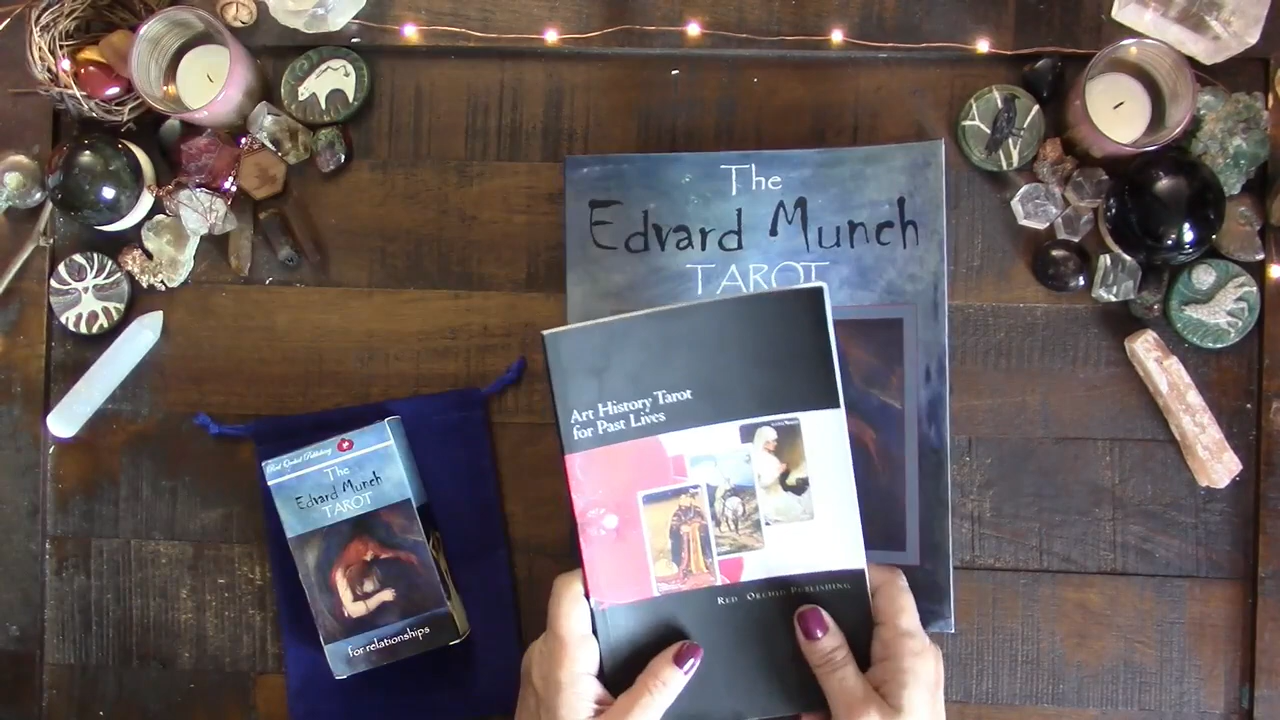 The
Edvard Munch
TAROT
Art History Tarot
for Past Lives
RED ORCHID PUBLISHING
Red Orchid Publishing
The
Edvard Munch
TAROT
for relationships